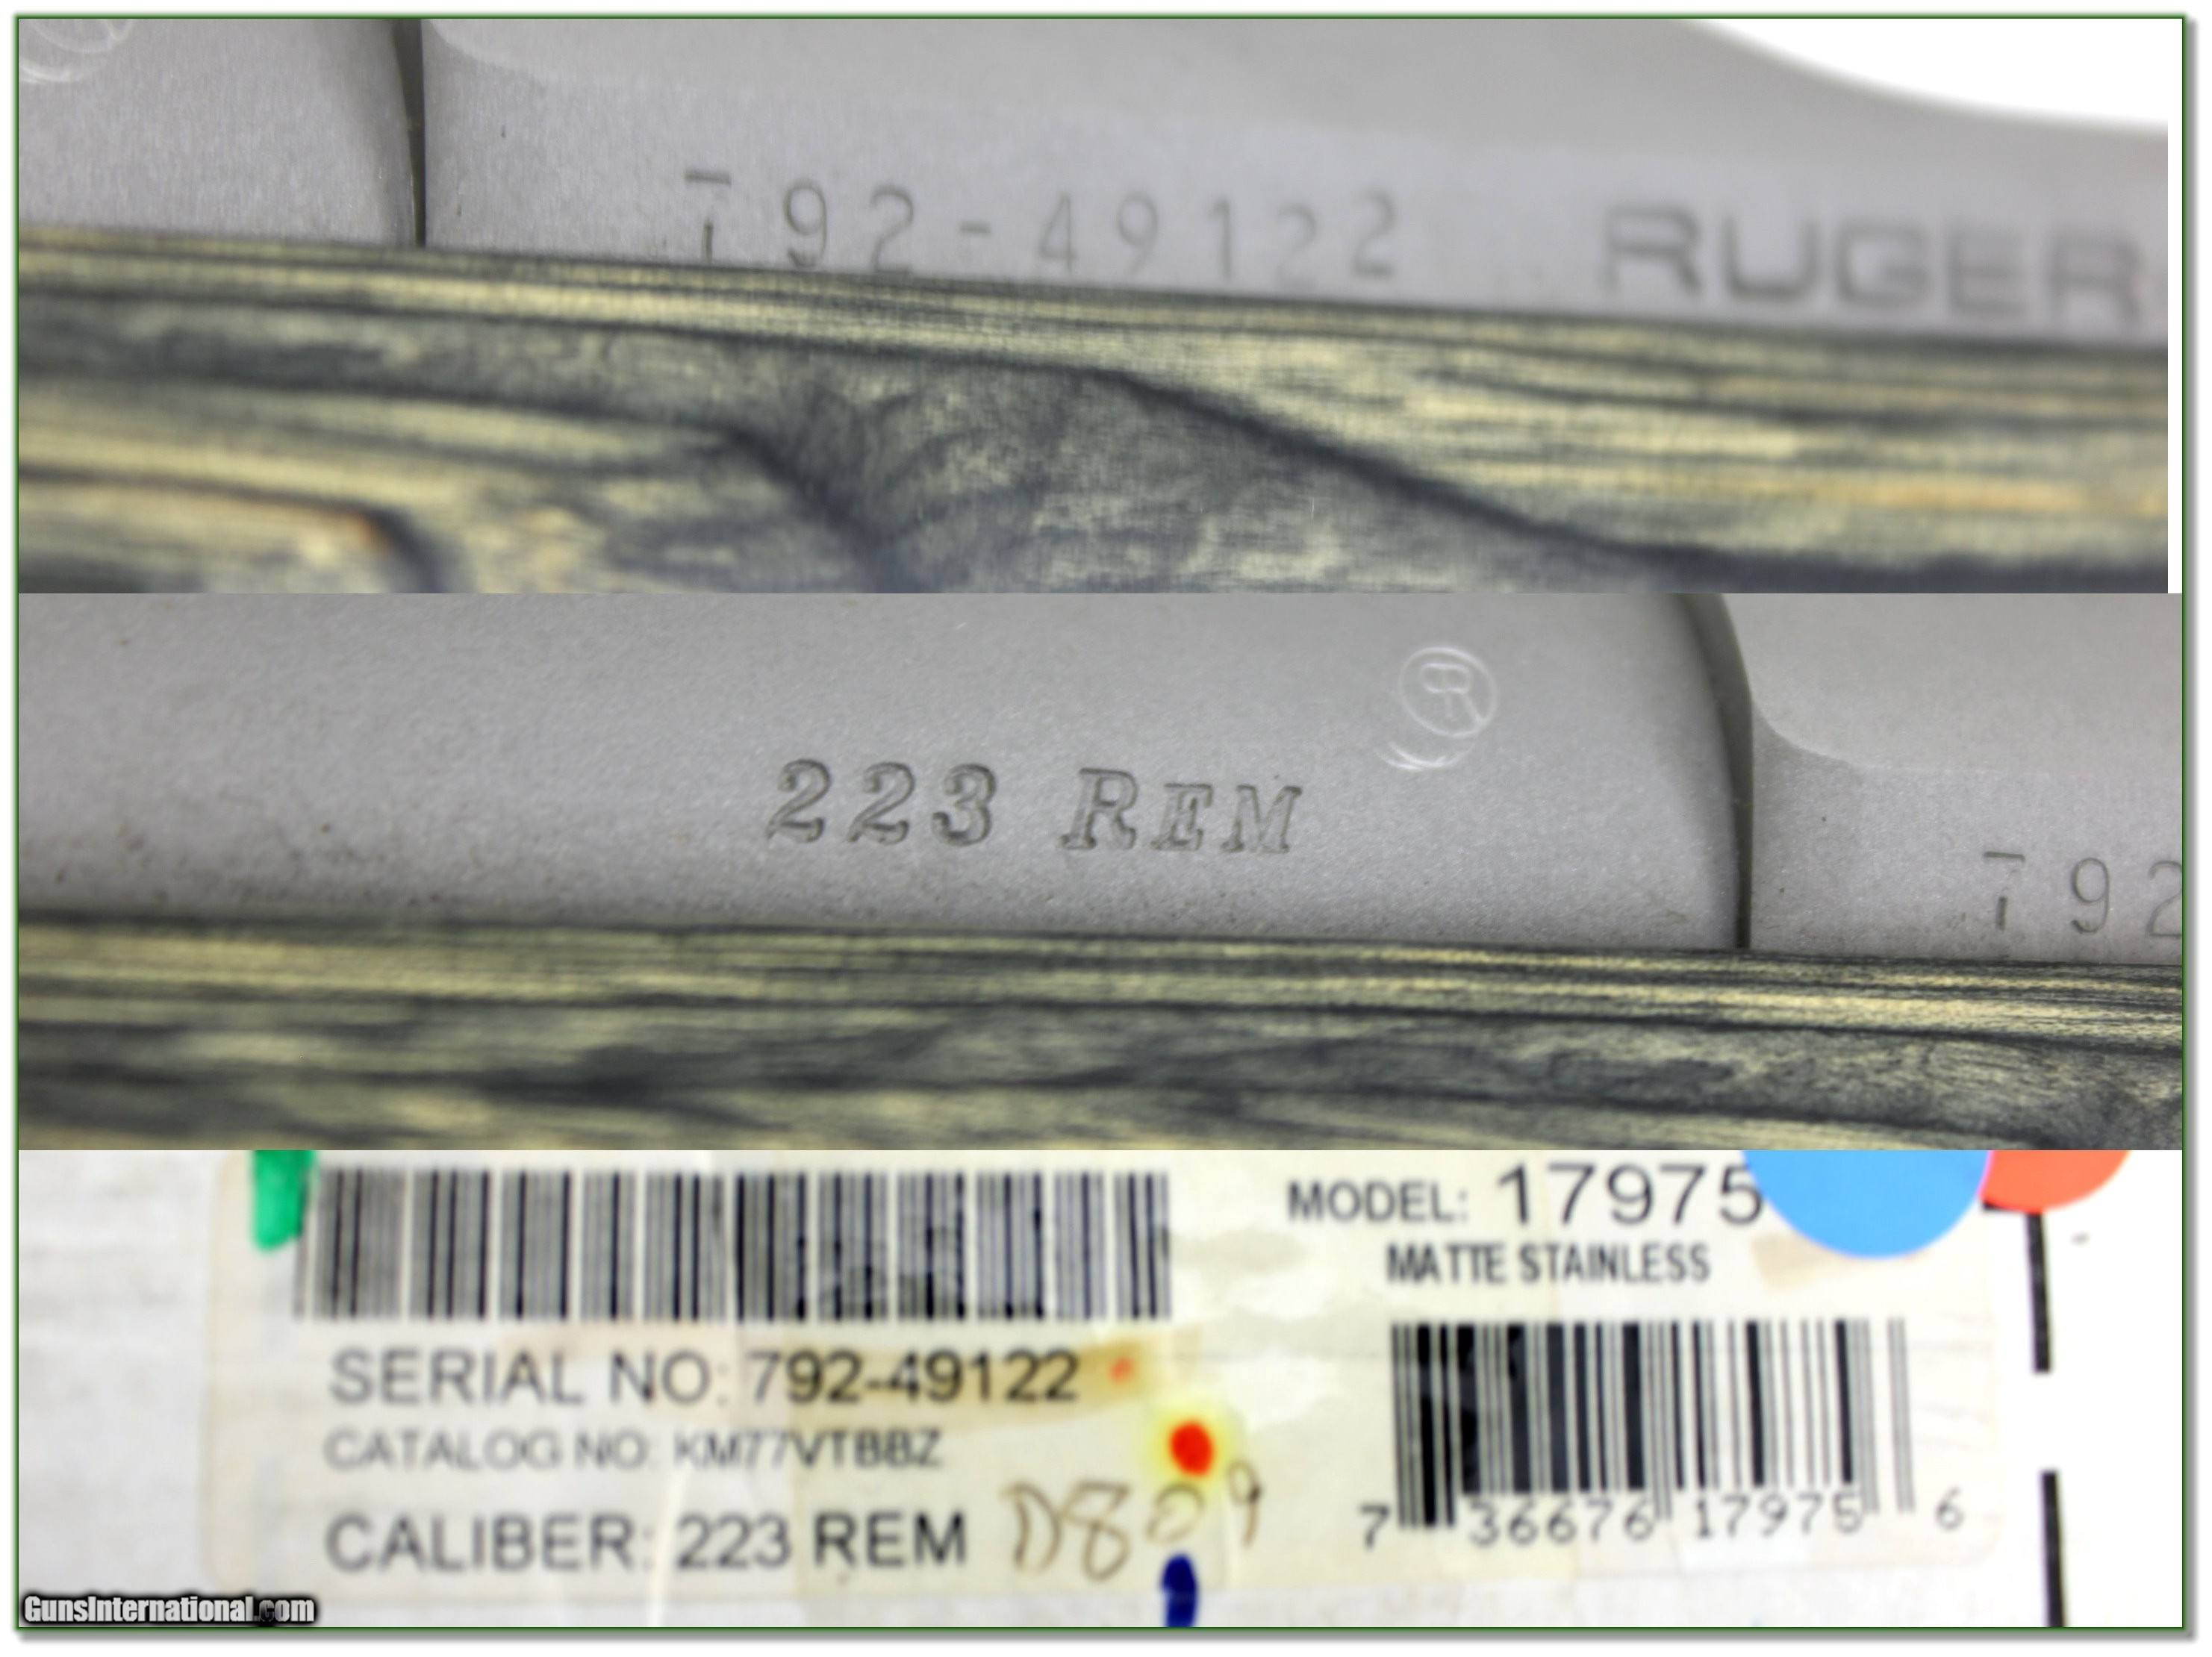 792-49122 RUGER
R
223 REM
792
MODEL: 17975
MATTE STAINLESS
SERIAL NO: 792-49122
CATALOG NO: KM77VTBBZ
CALIBER: 223 REM
D809
7 36676 17975 6
GunsInternational.com